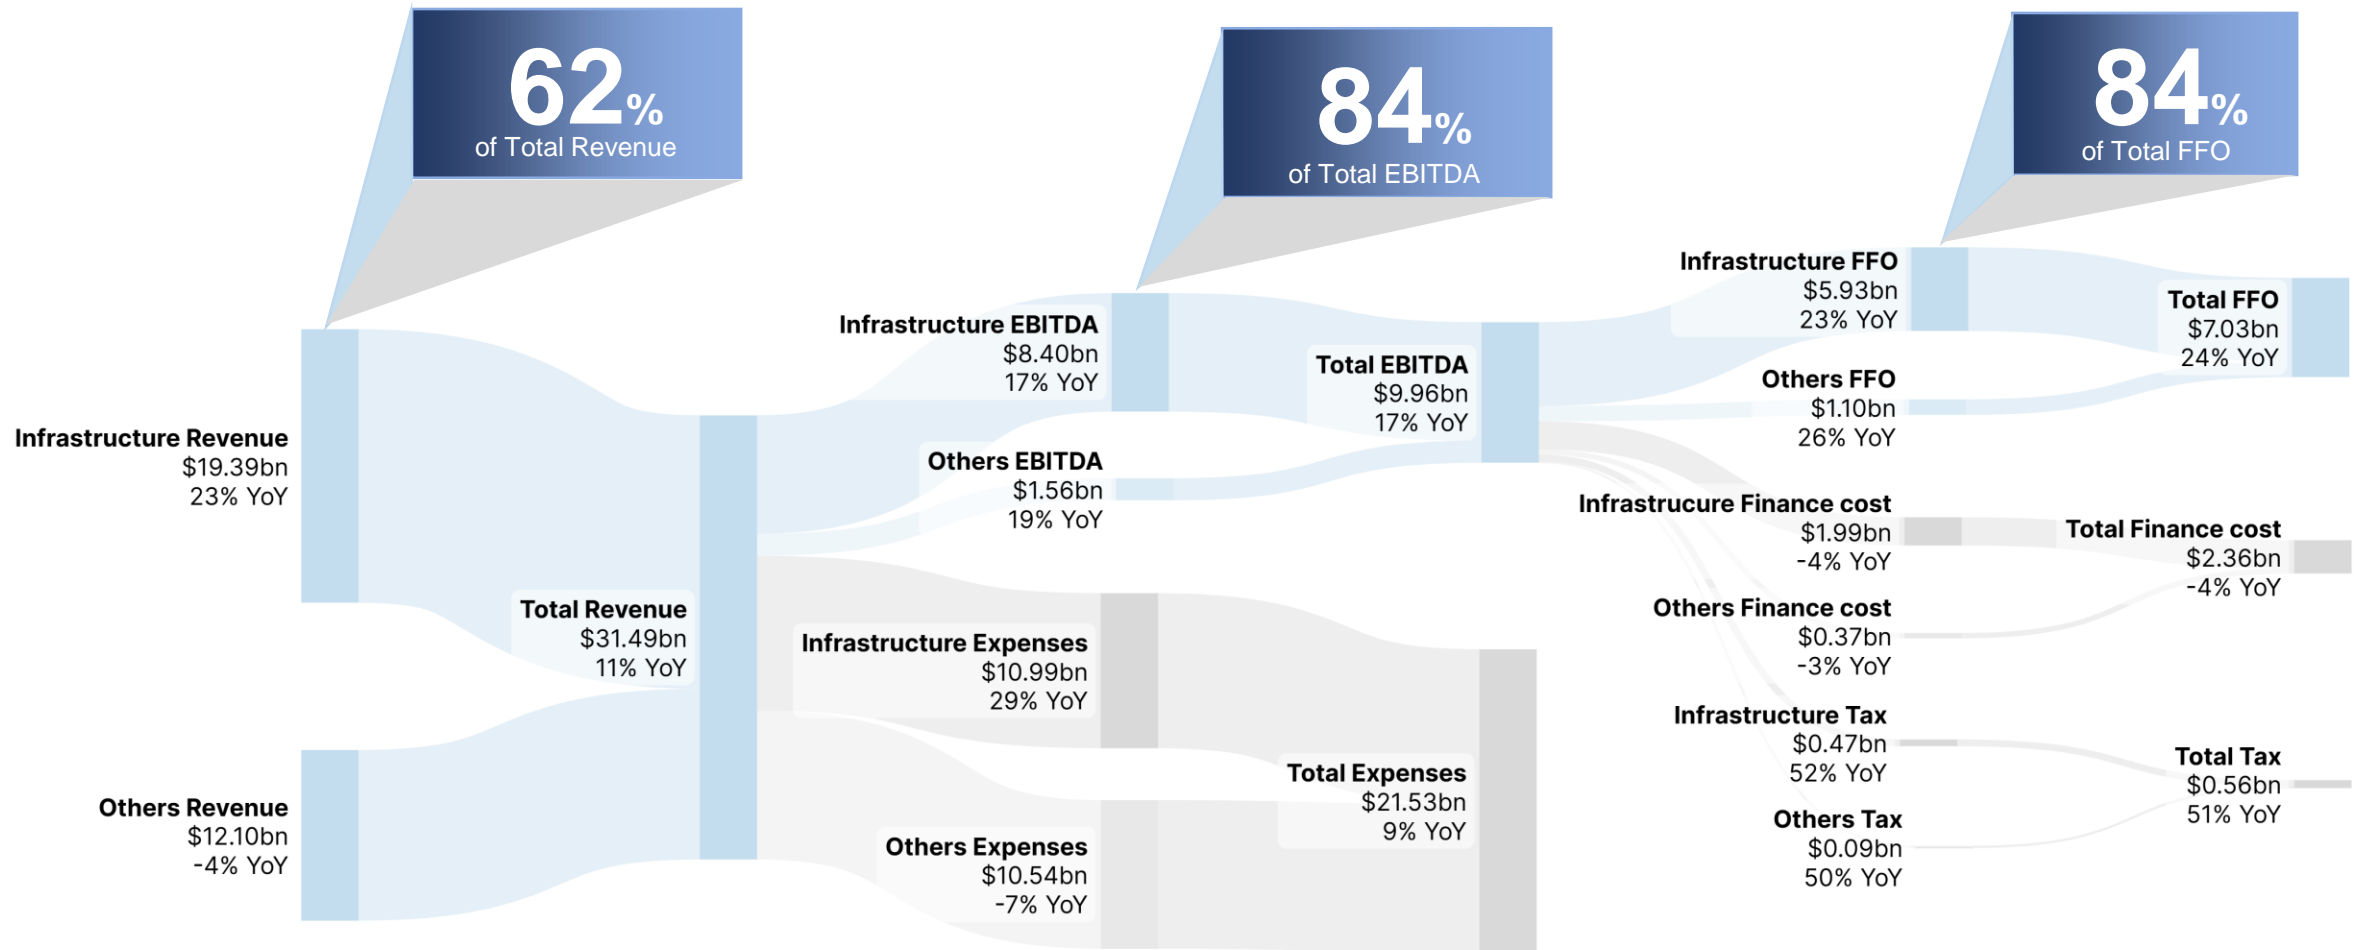 62%
of Total Revenue
84%
of Total EBITDA
84%
of Total FFO
Infrastructure Revenue
$19.39bn
23% YoY
Others Revenue
$12.10bn
-4% YoY
Total Revenue
$31.49bn
11% YoY
Infrastructure EBITDA
$8.40bn
17% YoY
Others EBITDA
$1.56bn
19% YoY
Infrastructure Expenses
$10.99bn
29% YoY
Others Expenses
$10.54bn
-7% YoY
Total EBITDA
$9.96bn
17% YoY
Total Expenses
$21.53bn
9% YoY
Infrastructure FFO
$5.93bn
23% YoY
Others FFO
$1.10bn
26% YoY
Infrastrucure Finance cost
$1.99bn
-4% YoY
Others Finance cost
$0.37bn
-3% YoY
Infrastructure Tax
$0.47bn
52% YoY
Others Tax
$0.09bn
50% YoY
Total FFO
$7.03bn
24% YoY
Total Finance cost
$2.36bn
-4% YoY
Total Tax
$0.56bn
51% YoY